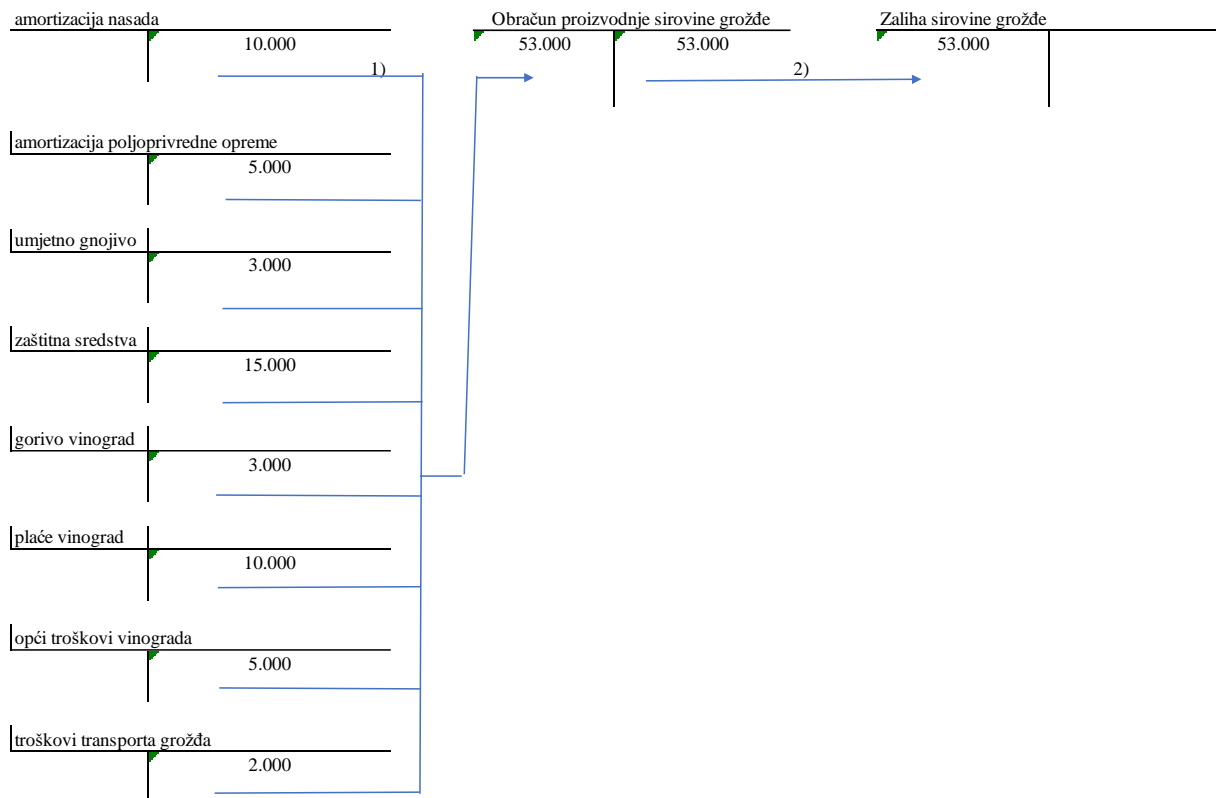 amortizacija nasada
10.000
1)
Obračun proizvodnje sirovine grožđe
53.000 53.000
2)
Zaliha sirovine grožđe
53.000
amortizacija poljoprivredne opreme
5.000
umjetno gnojivo
3.000
zaštitna sredstva
15.000
gorivo vinograd
3.000
plaće vinograd
10.000
opći troškovi vinograda
5.000
troškovi transporta grožđa
2.000